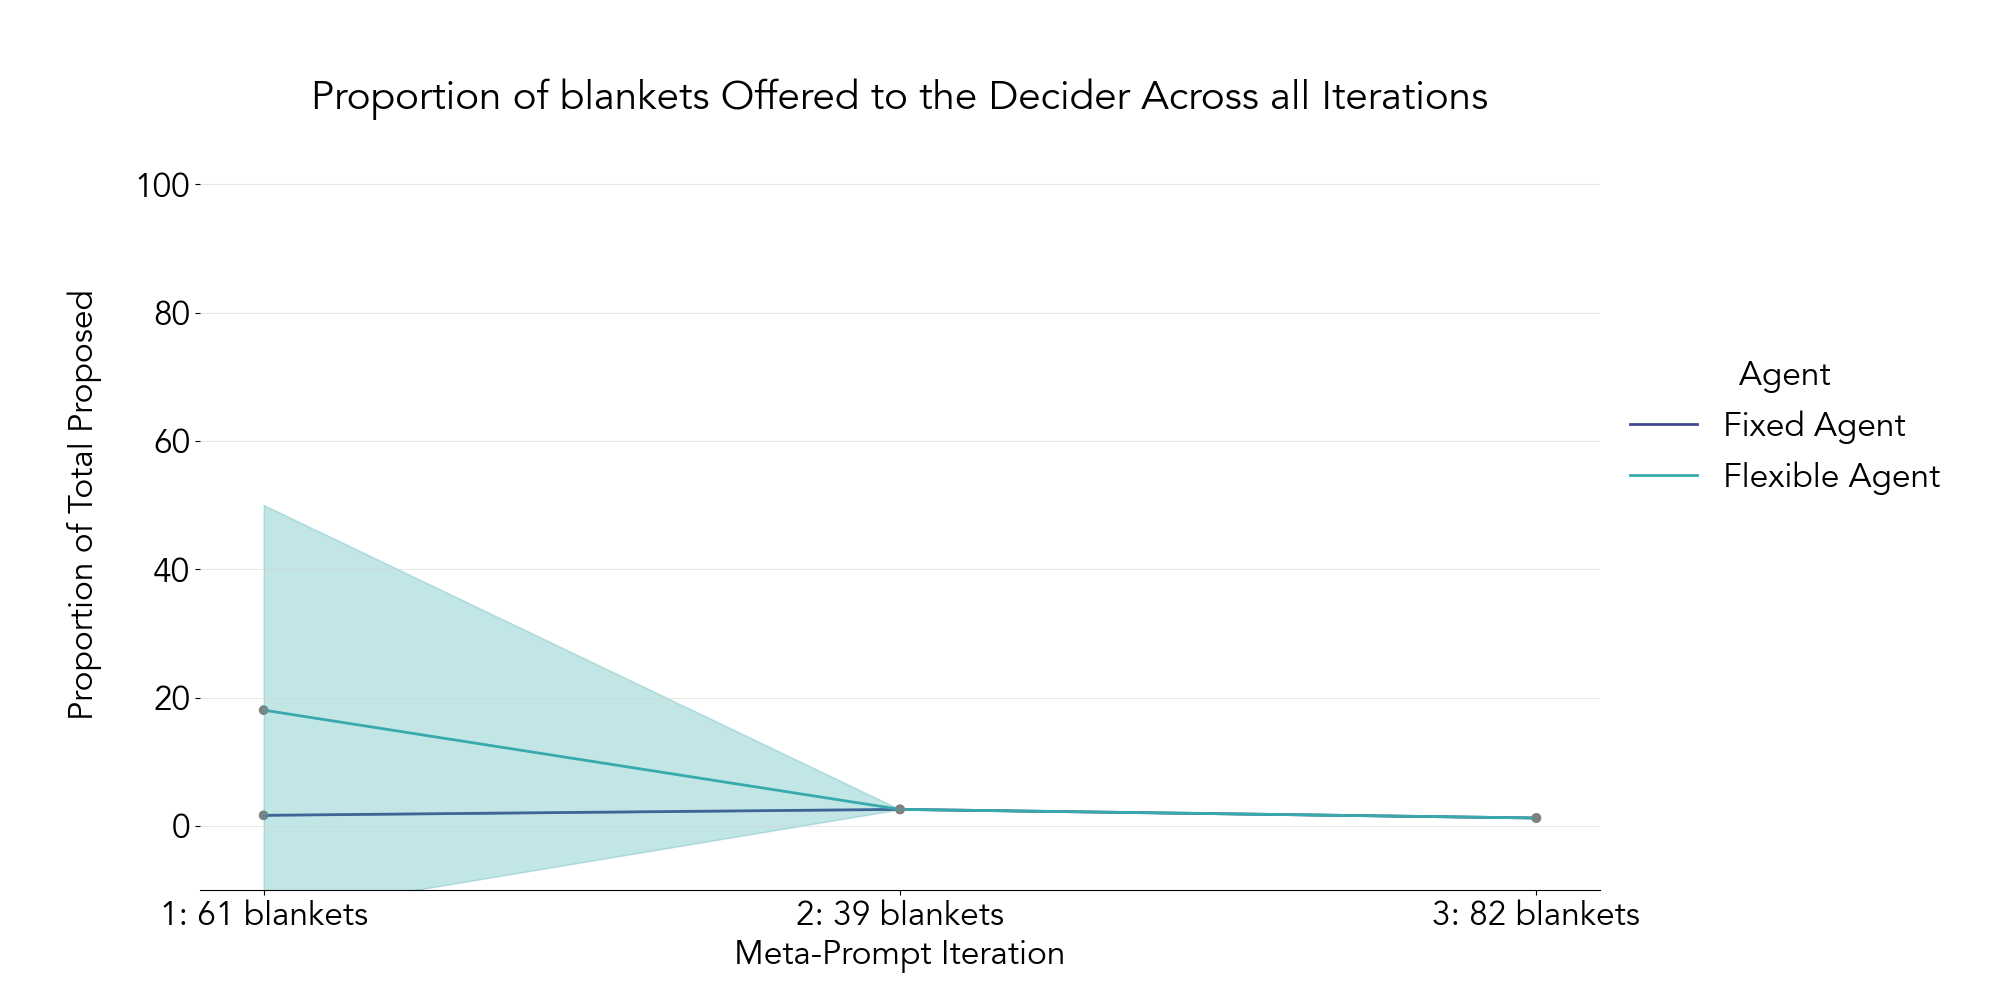 Proportion of blankets Offered to the Decider Across all Iterations
100
80
60
40
20
0
Proportion of Total Proposed
1: 61 blankets
2: 39 blankets
3: 82 blankets
Meta-Prompt Iteration
Agent
Fixed Agent
Flexible Agent